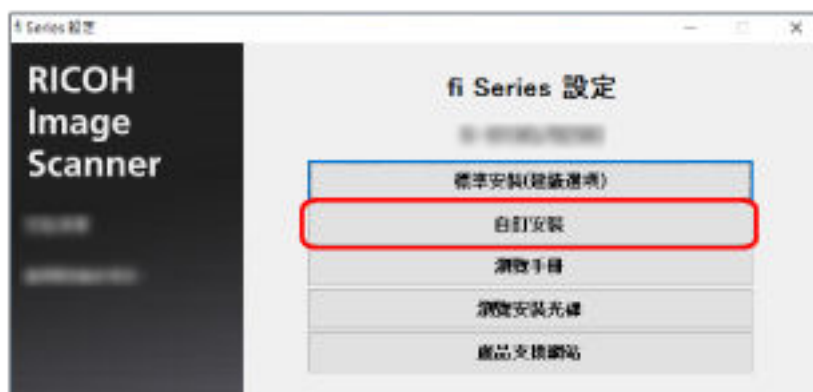 fi Series 設定
RICOH
Image
Scanner
fi Series 設定
標準安裝(建議選項)
自訂安裝
瀏覽手冊
瀏覽安裝光碟
產品支援網站